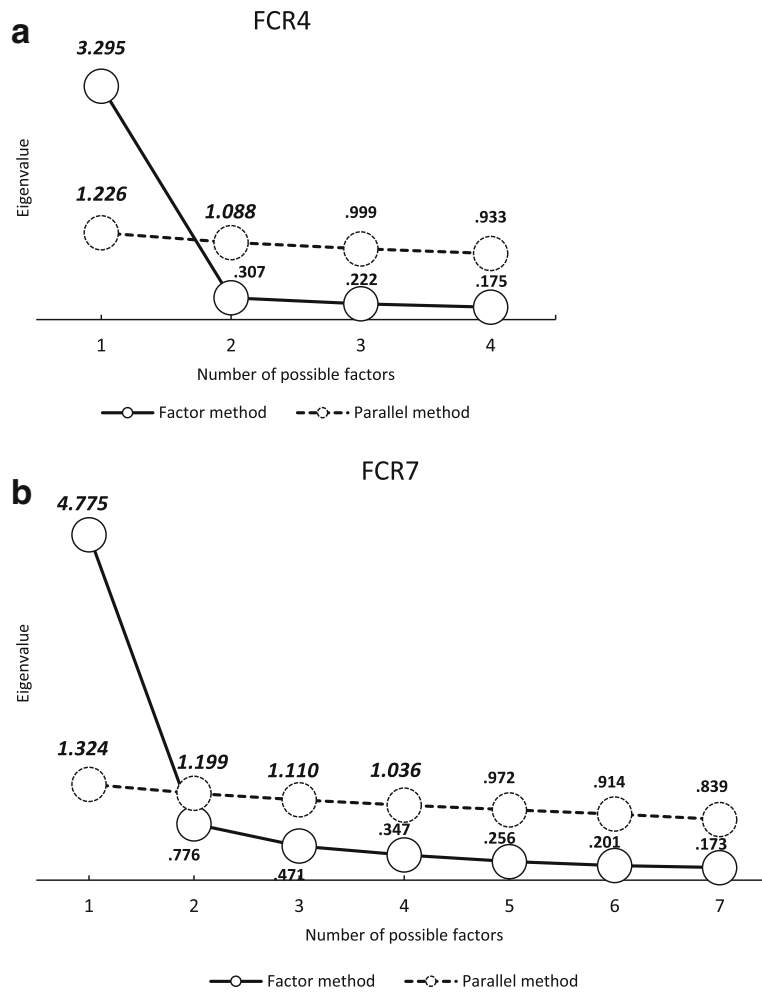 a
FCR4
3.295
Eigenvalue
1.226
1.088
.999
.933
.307
.222
.175
1 2 3 4
Number of possible factors
Factor method Parallel method
b
FCR7
4.775
Eigenvalue
1.324
1.199
1.110
1.036
.972
.914
.839
.776
.471
.347
.256
.201
.173
1 2 3 4 5 6 7
Number of possible factors
Factor method Parallel method